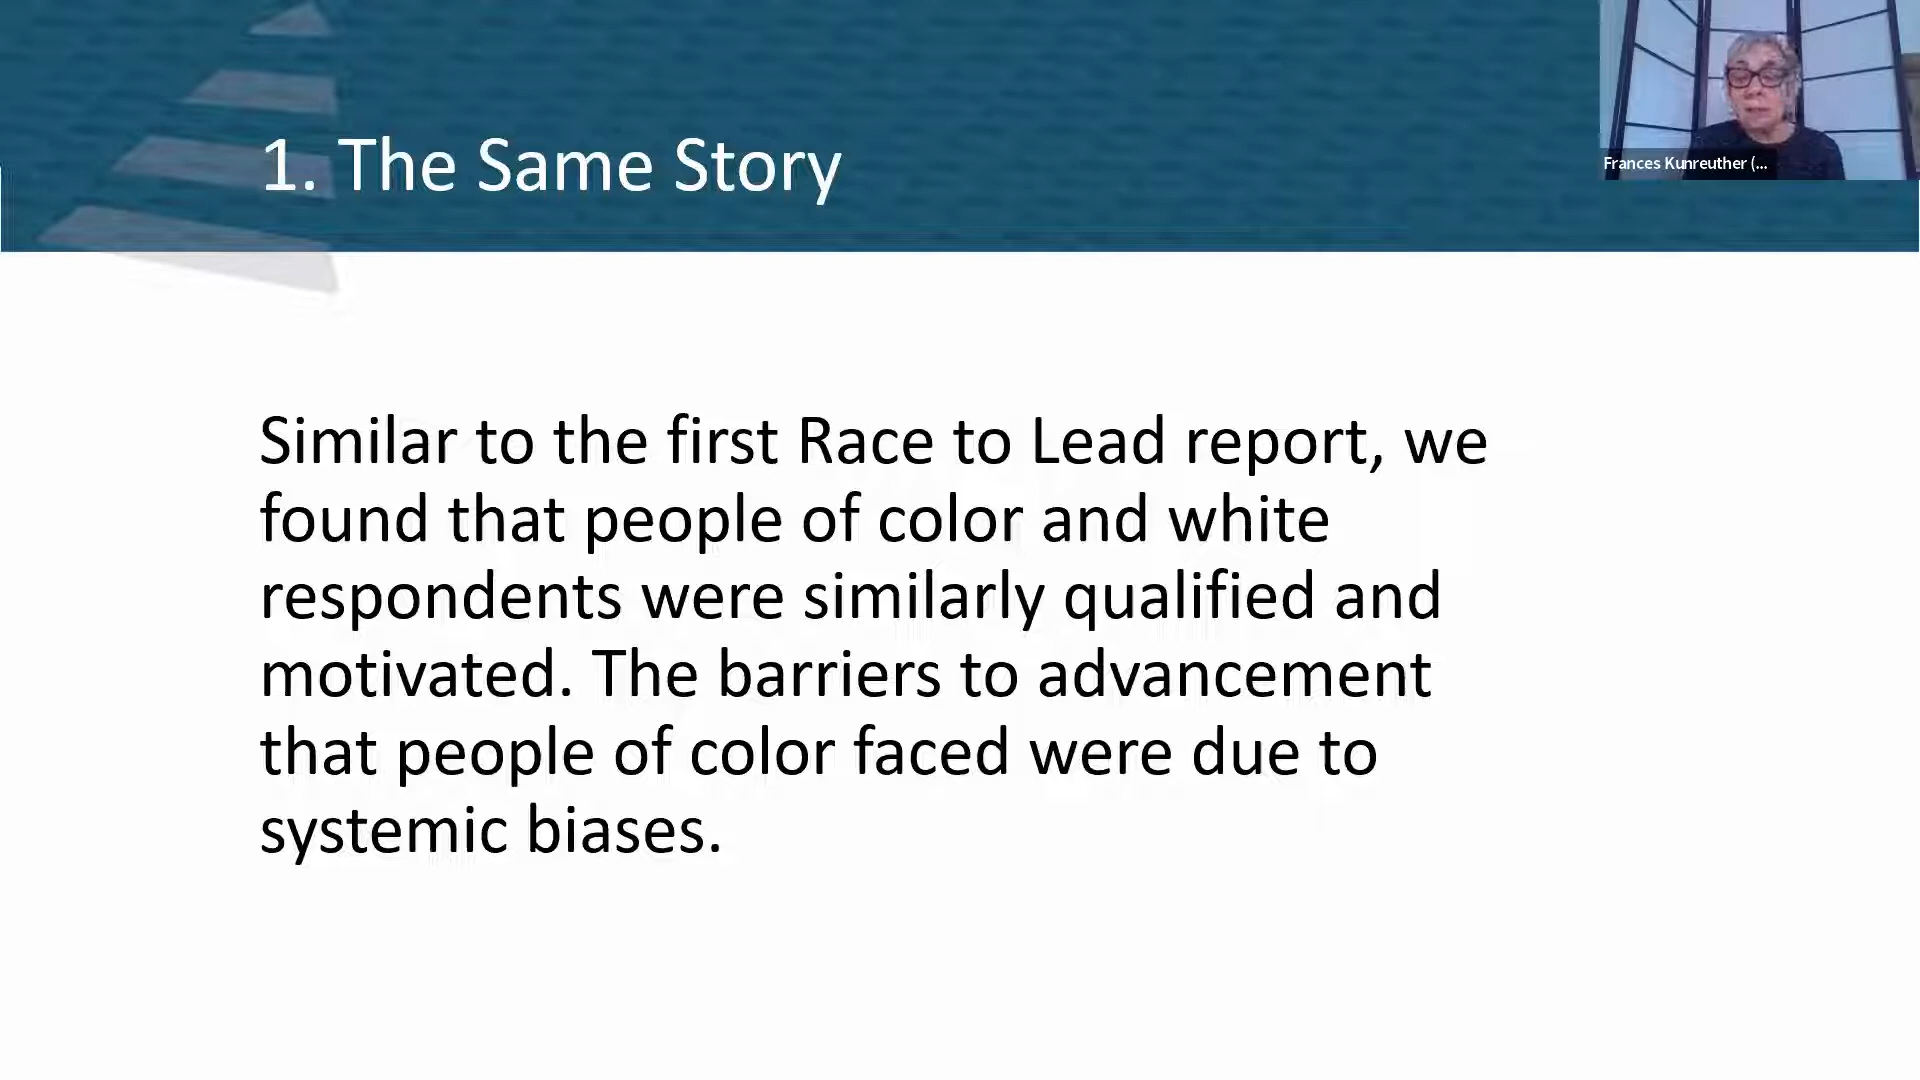 1. The Same Story
Frances Kunreuther (...
Similar to the first Race to Lead report, we
found that people of color and white
respondents were similarly qualified and
motivated. The barriers to advancement
that people of color faced were due to
systemic biases.